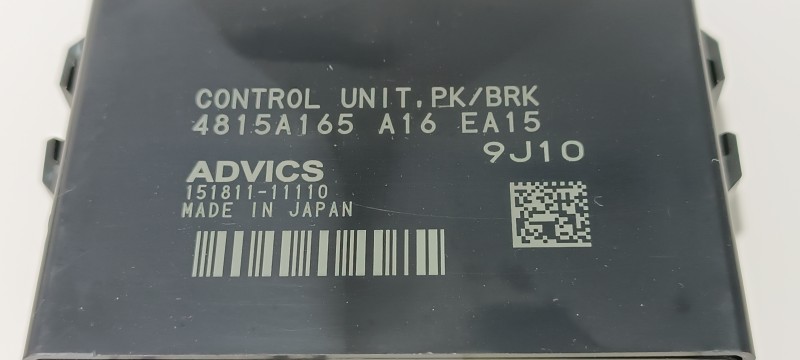 CONTROL UNIT,PK/BRK
4815A165 A16 EA15
9J10
ADVICS
151811-11110
MADE IN JAPAN